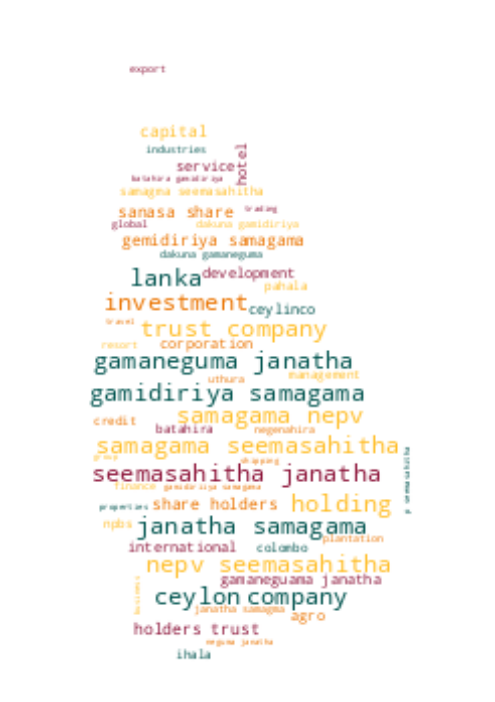 export
capital
industries
hotel
service
batahira gamidiriya
samagma seemasahitha
sanasa share
trading
global
dakuna gamidiriya
gemidiriya samagama
dakuna gamaneguma
lanka
development
pahala
investment
ceylinco
travel
trust company
resort
corporation
gamaneguma janatha
uthura
management
gamidiriya samagama
samagama nepv
credit
batahira
negenahira
samagama seemasahitha
p seemasahitha
group
shipping
seemasahitha janatha
finance
gamidiriya samagama
properties
share holders
holding
npbs
janatha samagama
plantation
international
colombo
nepv seemasahitha
gamaneguama janatha
business
ceylon
company
janatha samagma
agro
holders trust
neguma janatha
ihala